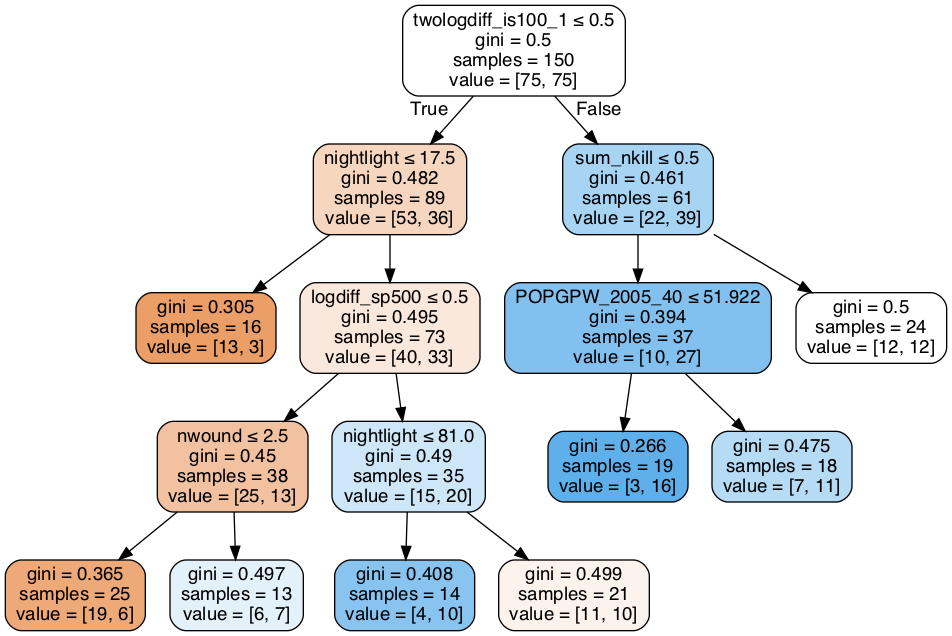 twologdiff_is100_1 ≤ 0.5
gini = 0.5
samples = 150
value = [75, 75]
True
False
nightlight ≤ 17.5
gini = 0.482
samples = 89
value = [53, 36]
sum_nkill ≤ 0.5
gini = 0.461
samples = 61
value = [22, 39]
gini = 0.305
samples = 16
value = [13, 3]
logdiff_sp500 ≤ 0.5
gini = 0.495
samples = 73
value = [40, 33]
POPGPW_2005_40 ≤ 51.922
gini = 0.394
samples = 37
value = [10, 27]
gini = 0.5
samples = 24
value = [12, 12]
nwound ≤ 2.5
gini = 0.45
samples = 38
value = [25, 13]
nightlight ≤ 81.0
gini = 0.49
samples = 35
value = [15, 20]
gini = 0.266
samples = 19
value = [3, 16]
gini = 0.475
samples = 18
value = [7, 11]
gini = 0.365
samples = 25
value = [19, 6]
gini = 0.497
samples = 13
value = [6, 7]
gini = 0.408
samples = 14
value = [4, 10]
gini = 0.499
samples = 21
value = [11, 10]